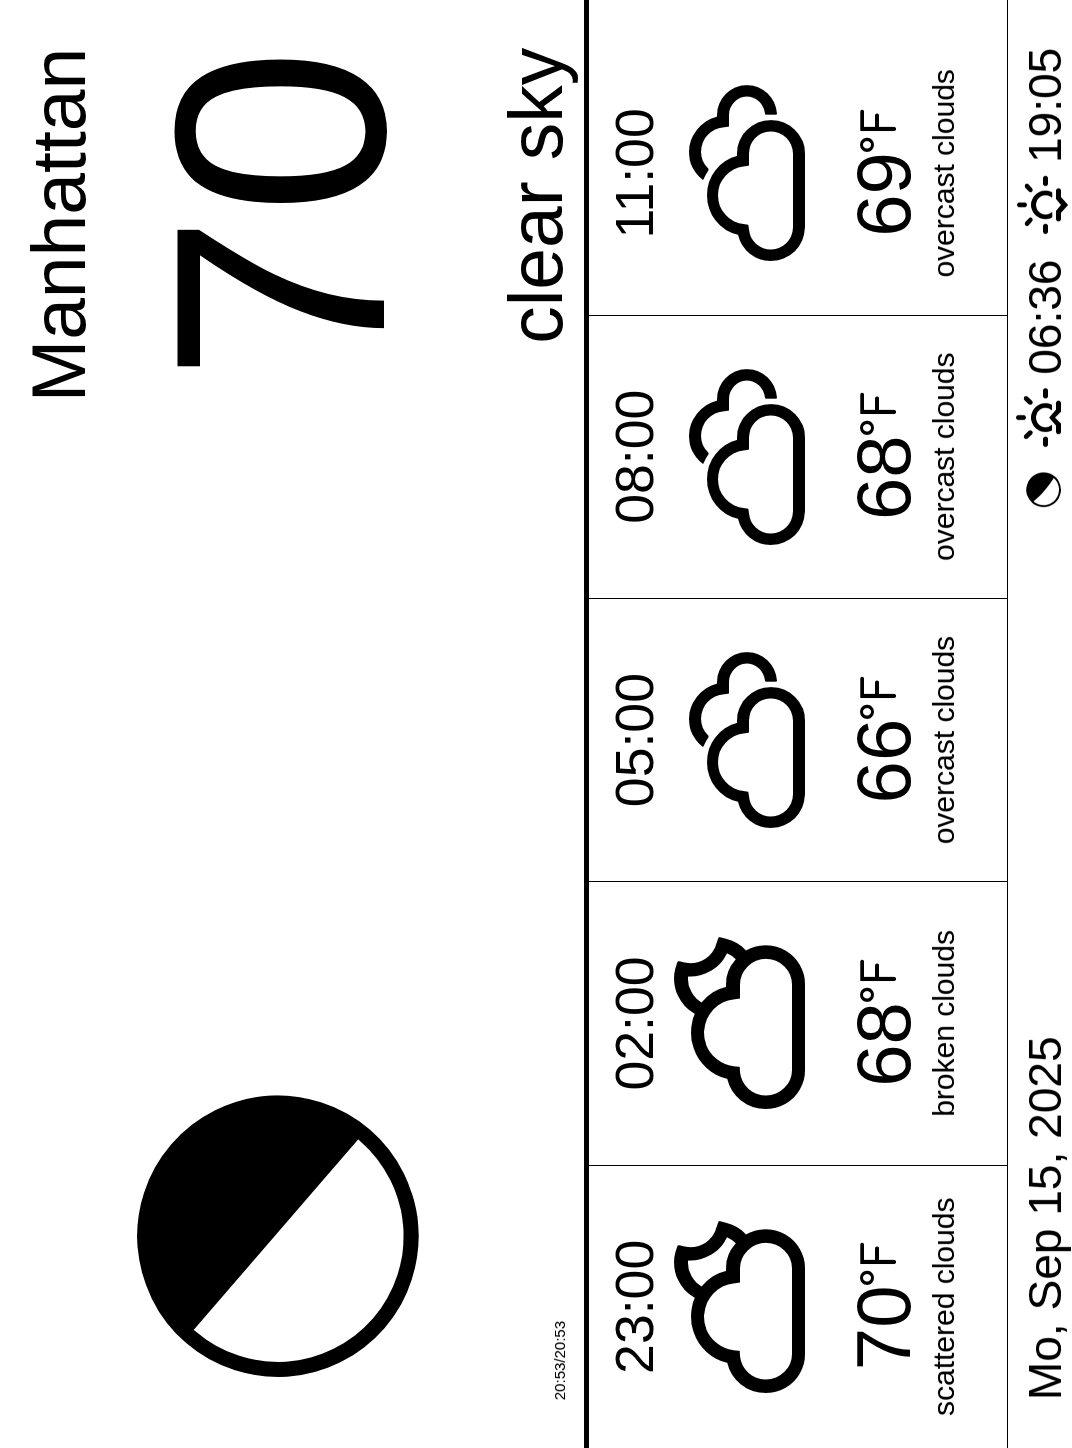 Manhattan
70
clear sky
20:53/20:53
23:00 02:00 05:00 08:00 11:00
70°F 68°F 66°F 68°F 69°F
scattered clouds broken clouds overcast clouds overcast clouds overcast clouds
Mo, Sep 15, 2025 06:36 19:05